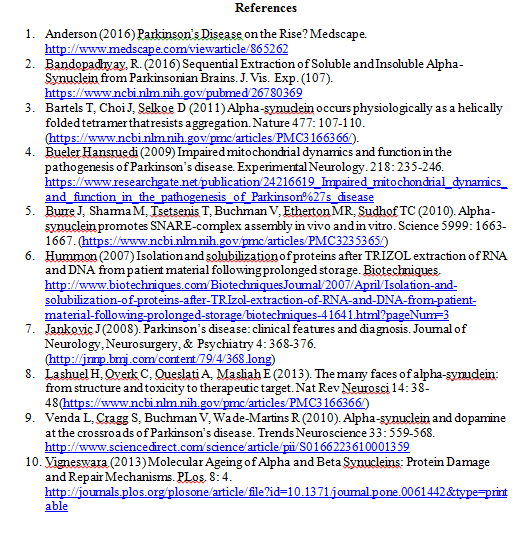 References
1. Anderson (2016) Parkinson's Disease on the Rise? Medscape.
http://www.medscape.com/viewarticle/865262
2. Bandopadhyay, R. (2016) Sequential Extraction of Soluble and Insoluble Alpha-
Synuclein from Parkinsonian Brains. J. Vis. Exp. (107).
https://www.ncbi.nlm.nih.gov/pubmed/26780369
3. Bartels T, Choi J, Selkoe D (2011) Alpha-synuclein occurs physiologically as a helically
folded tetramer that resists aggregation. Nature 477: 107-110.
(https://www.ncbi.nlm.nih.gov/pmc/articles/PMC3166366/).
4. Bueler Hansruedi (2009) Impaired mitochondrial dynamics and function in the
pathogenesis of Parkinson's disease. Experimental Neurology. 218: 235-246.
https://www.researchgate.net/publication/24216619_Impaired_mitochondrial_dynamics_
and_function_in_the_pathogenesis_of_Parkinson%27s_disease
5. Burre J, Sharma M, Tsetsenis T, Buchman V, Etherton MR, Sudhof TC (2010). Alpha-
synuclein promotes SNARE-complex assembly in vivo and in vitro. Science 5999: 1663-
1667. (https://www.ncbi.nlm.nih.gov/pmc/articles/PMC3235365/)
6. Hummon (2007) Isolation and solubilization of proteins after TRIZOL extraction of RNA
and DNA from patient material following prolonged storage. Biotechniques.
http://www.biotechniques.com/BiotechniquesJournal/2007/April/Isolation-and-
solubilization-of-proteins-after-TRIzol-extraction-of-RNA-and-DNA-from-patient-
material-following-prolonged-storage/biotechniques-41641.html?pageNum=3
7. Jankovic J (2008). Parkinson's disease: clinical features and diagnosis. Journal of
Neurology, Neurosurgery, & Psychiatry 4: 368-376.
(http://jnnp.bmj.com/content/79/4/368.long)
8. Lashuel H, Overk C, Oueslati A, Masliah E (2013). The many faces of alpha-synuclein:
from structure and toxicity to therapeutic target. Nat Rev Neurosci 14: 38-
48(https://www.ncbi.nlm.nih.gov/pmc/articles/PMC3166366/)
9. Venda L, Cragg S, Buchman V, Wade-Martins R (2010). Alpha-synuclein and dopamine
at the crossroads of Parkinson's disease. Trends Neuroscience 33: 559-568.
http://www.sciencedirect.com/science/article/pii/S0166223610001359
10. Vigneswara (2013) Molecular Ageing of Alpha and Beta Synucleins: Protein Damage
and Repair Mechanisms. PLos. 8: 4.
http://journals.plos.org/plosone/article/file?id=10.1371/journal.pone.0061442&type=print
able